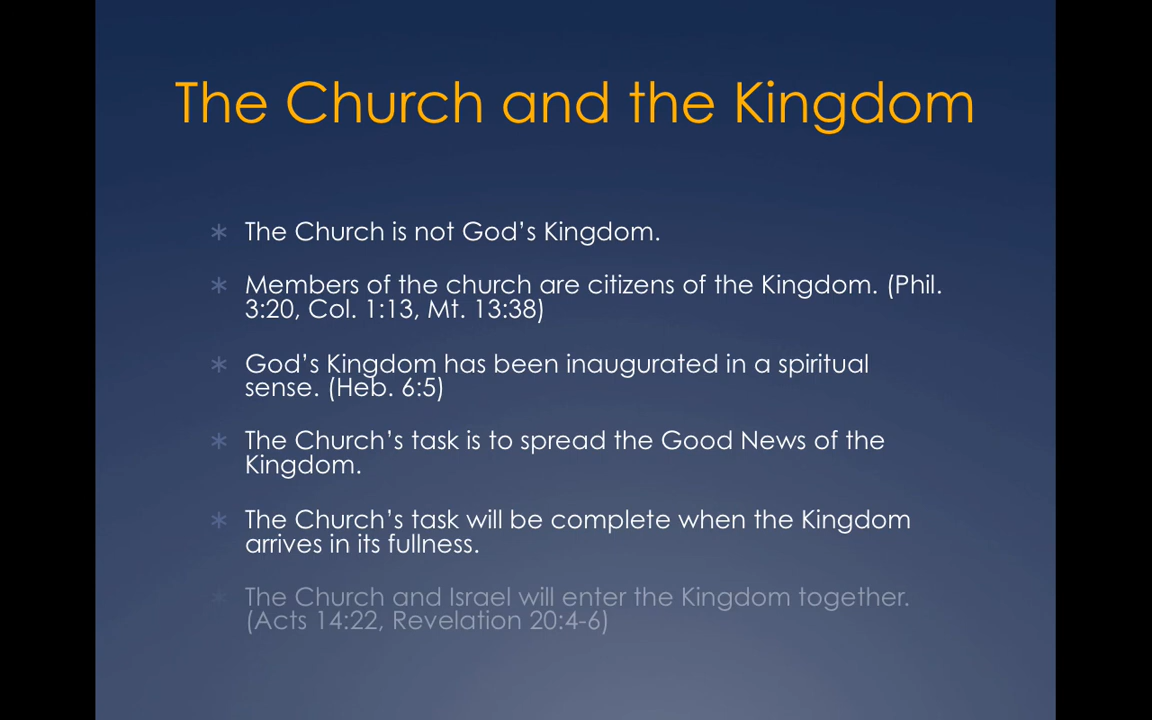 The Church and the Kingdom
The Church is not God’s Kingdom.
Members of the church are citizens of the Kingdom. (Phil.
3:20, Col. 1:13, Mt. 13:38)
God’s Kingdom has been inaugurated in a spiritual
sense. (Heb. 6:5)
The Church’s task is to spread the Good News of the
Kingdom.
The Church’s task will be complete when the Kingdom
arrives in its fullness.
The Church and Israel will enter the Kingdom together.
(Acts 14:22, Revelation 20:4-6)